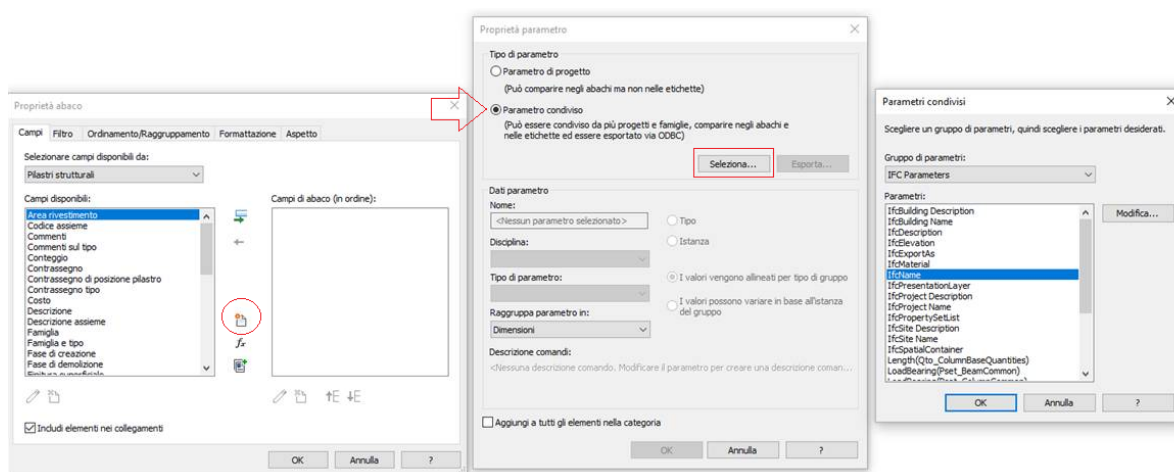 Proprietà abaco
Campi Filtro Ordinamento/Raggruppamento Formattazione Aspetto
Selezionare campi disponibili da:
Pilastri strutturali
Campi disponibili:
Area rivestimento
Codice assieme
Commenti
Commenti sul tipo
Conteggio
Contrassegno
Contrassegno di posizione pilastro
Contrassegno tipo
Costo
Descrizione
Descrizione assieme
Famiglia
Famiglia e tipo
Fase di creazione
Fase di demolizione
Finitura superficiale
Campi di abaco (in ordine):
fx
Includi elementi nei collegamenti
OK Annulla ?
Proprietà parametro
Tipo di parametro
Parametro di progetto
(Può comparire negli abachi ma non nelle etichette)
Parametro condiviso
(Può essere condiviso da più progetti e famiglie, comparire negli abachi e
nelle etichette ed essere esportato via ODBC)
Seleziona... Esporta...
Dati parametro
Nome:
<Nessun parametro selezionato>
Disciplina:
Tipo di parametro:
Raggruppa parametro in:
Dimensioni
Tipo
Istanza
I valori vengono allineati per tipo di gruppo
I valori possono variare in base all'istanza
del gruppo
Descrizione comandi:
<Nessuna descrizione comando. Modificare il parametro per creare una descrizione coman...
Aggiungi a tutti gli elementi nella categoria
OK Annulla ?
Parametri condivisi
Scegliere un gruppo di parametri, quindi scegliere i parametri desiderati.
Gruppo di parametri:
IFC Parameters
Parametri:
IfcBuilding Description
IfcBuilding Name
IfcDescription
IfcElevation
IfcExportAs
IfcMaterial
IfcName
IfcPresentationLayer
IfcProject Description
IfcProject Name
IfcPropertySetList
IfcSite Description
IfcSite Name
IfcSpatialContainer
Length(Qto_ColumnBaseQuantities)
LoadBearing(Pset_BeamCommon)
LoadBearing(Pset_ColumnCommon)
Modifica...
OK Annulla ?